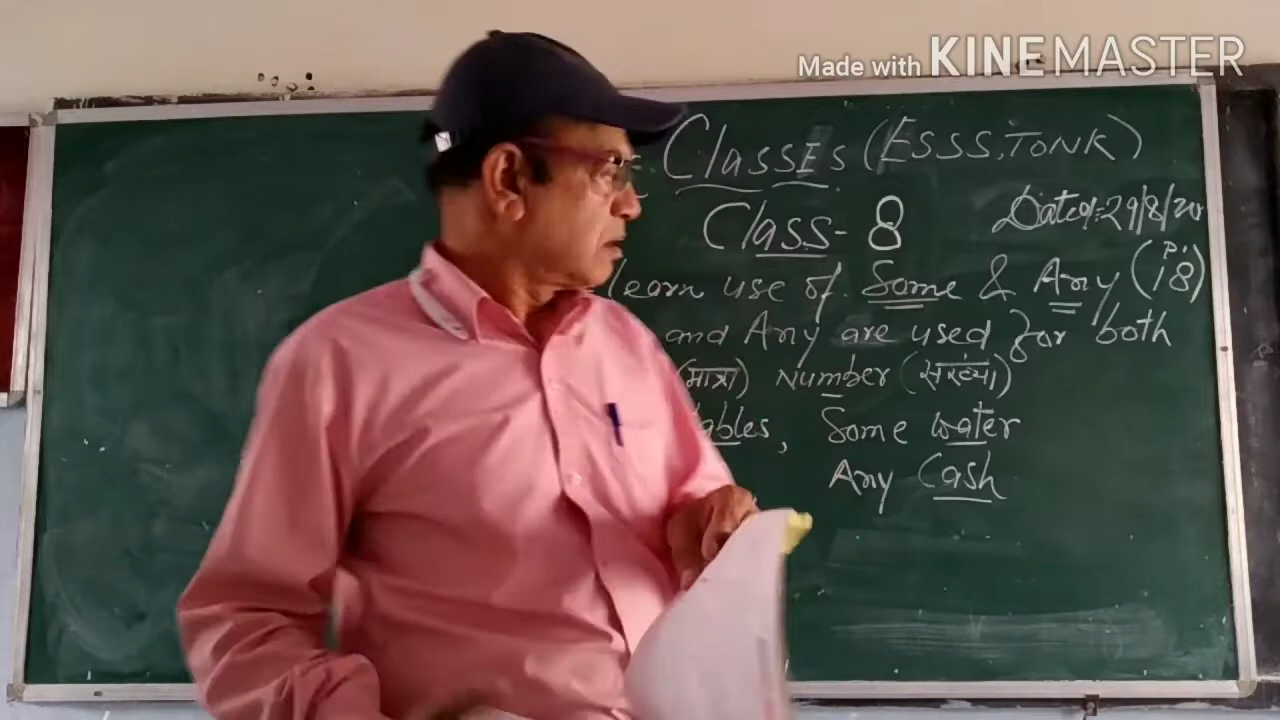 Made with KINEMASTER
Classes (ESSS, TONK)
Class- 8
Date:29/8/20
learn use of Some & Any (P. 18)
and Any are used for both
(मात्रा) Number (संख्या)
ables, Some water
Any Cash